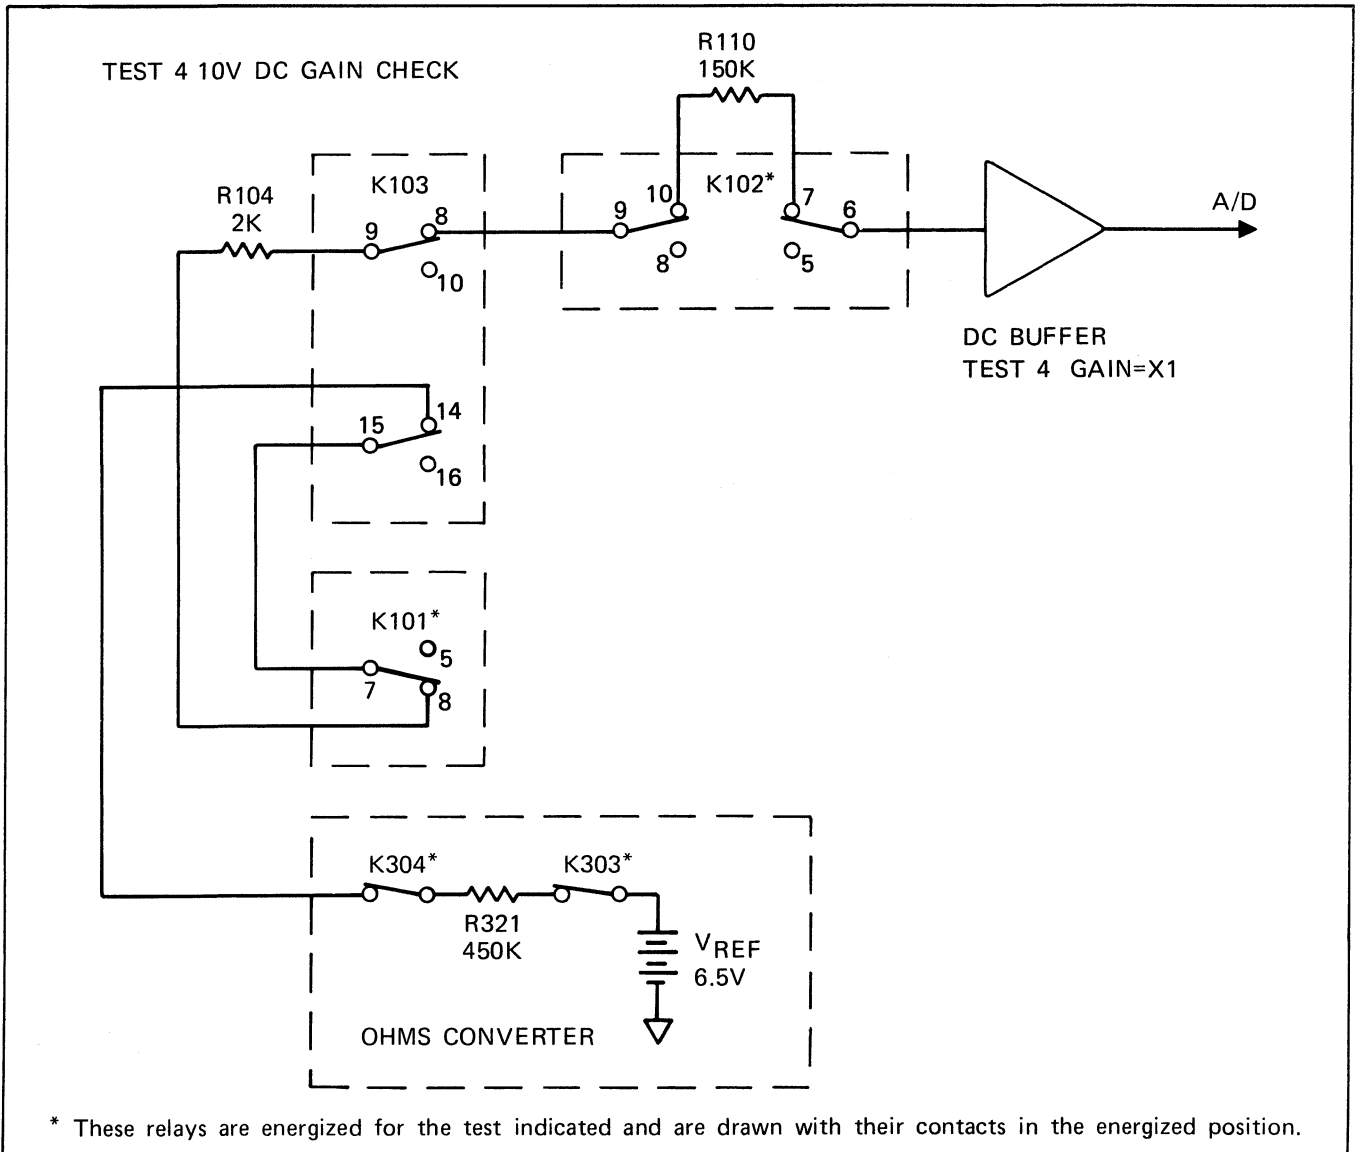 TEST 4 10V DC GAIN CHECK
R110
150K
R104
2K
K103
9
8
10
K102*
9
10
8
7
5
6
A/D
DC BUFFER
TEST 4 GAIN=X1
15
14
16
K101*
5
7
8
K304*
K303*
R321
450K
VREF
6.5V
OHMS CONVERTER
* These relays are energized for the test indicated and are drawn with their contacts in the energized position.